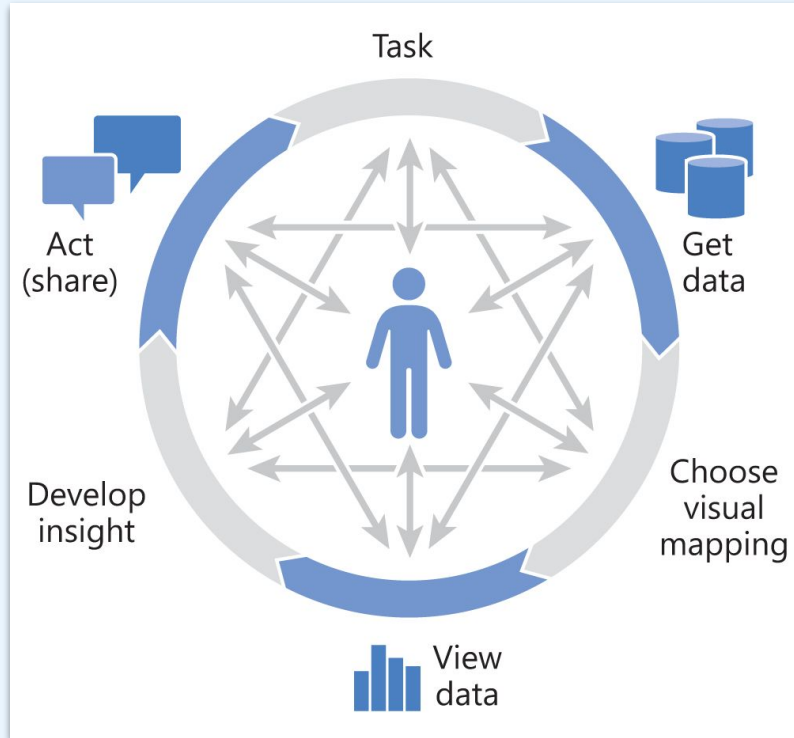 Task
Get
data
Choose
visual
mapping
View
data
Develop
insight
Act
(share)